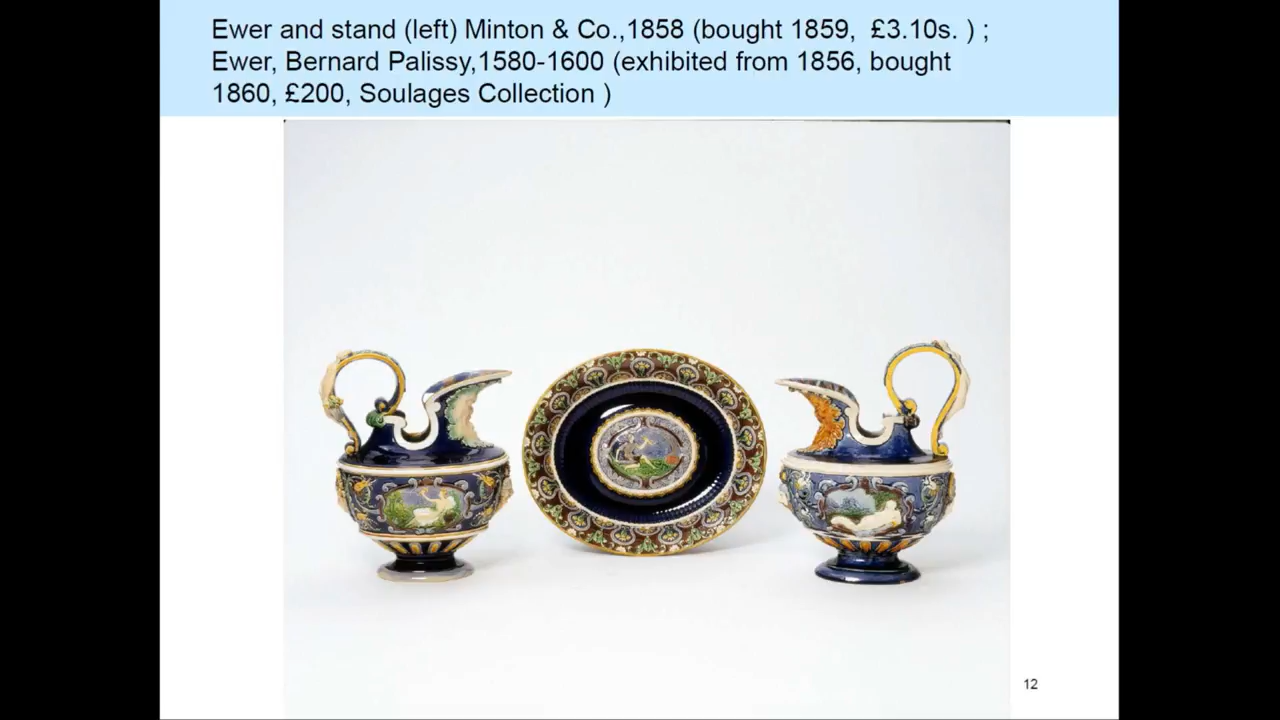 Ewer and stand (left) Minton & Co.,1858 (bought 1859,  £3.10s. ) ;
Ewer, Bernard Palissy,1580-1600 (exhibited from 1856, bought
1860, £200, Soulages Collection )
12